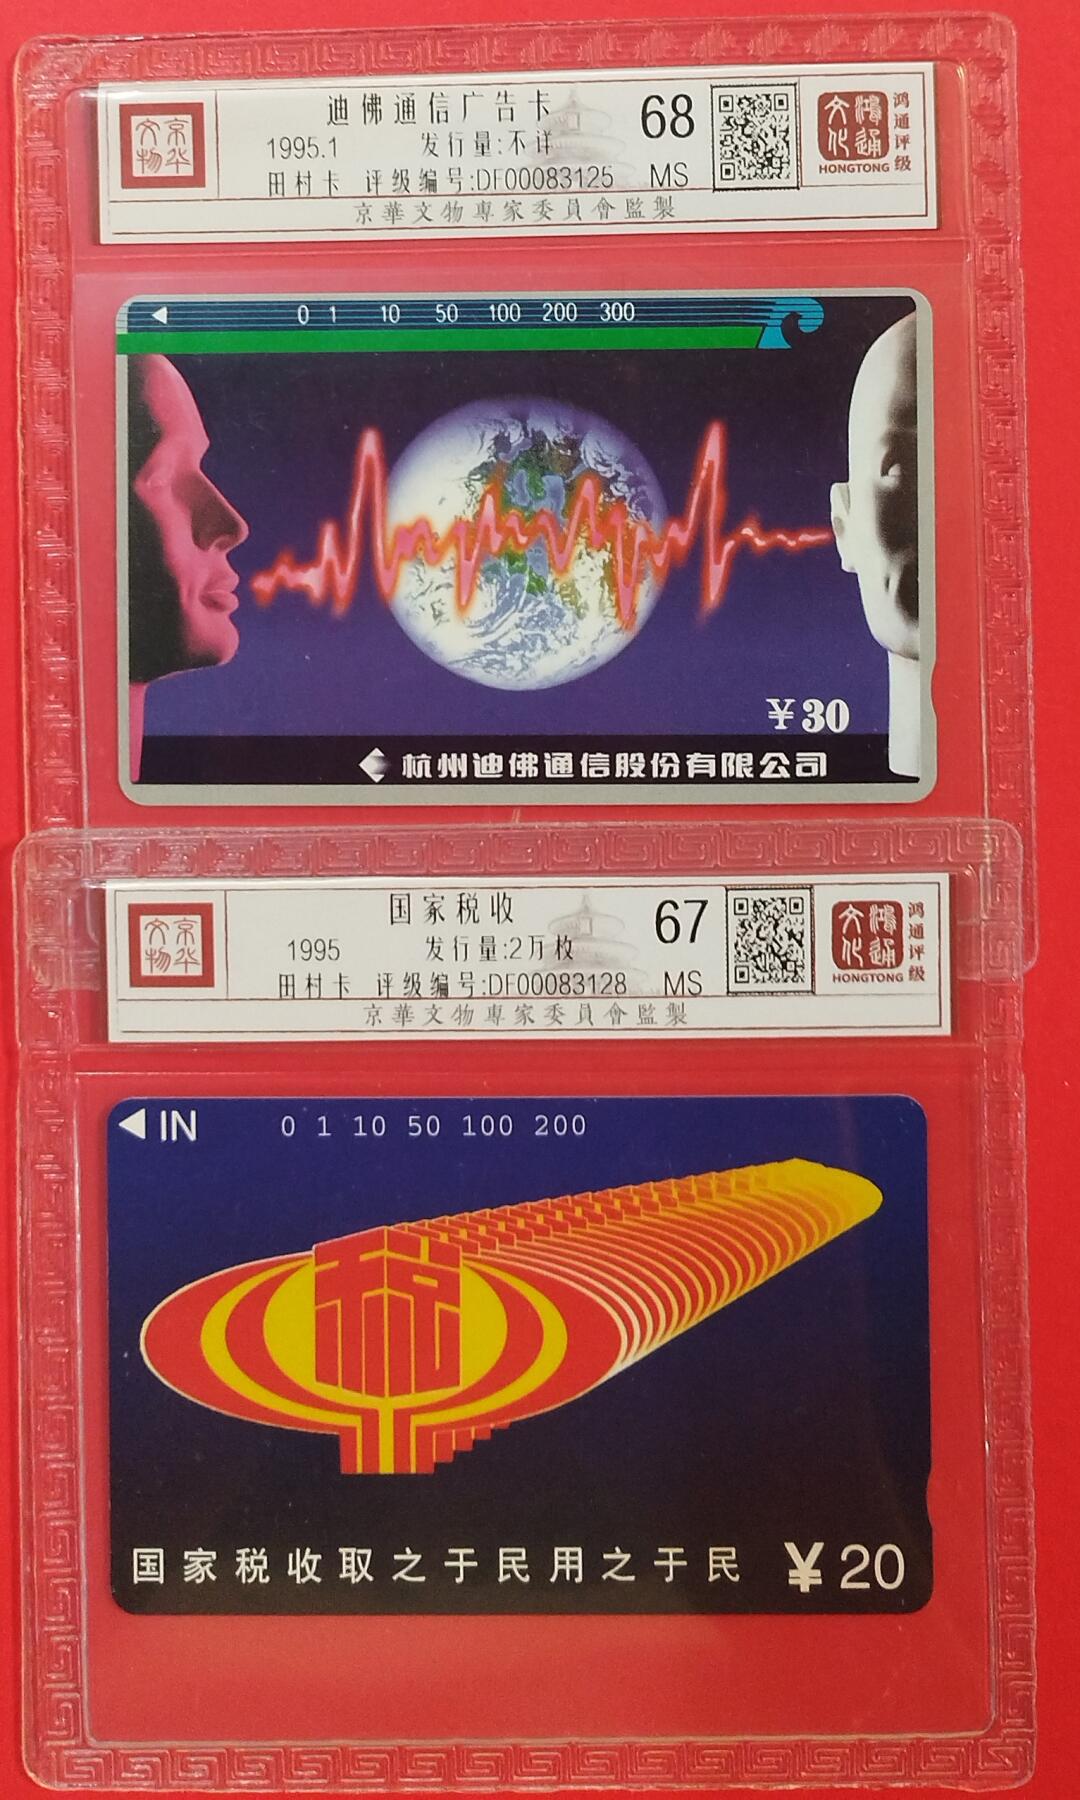 京华文物
迪佛通信广告卡
1995.1 发行量:不详
田村卡 评级编号:DF00083125
68
MS
鸿通文化
HONGTONG
鸿通评级
京華文物專家委員會監製
0 1 10 50 100 200 300
¥30
杭州迪佛通信股份有限公司
京华文物
国家税收
1995 发行量:2万枚
田村卡 评级编号:DF00083128
67
MS
鸿通文化
HONGTONG
鸿通评级
京華文物專家委員會監製
IN 0 1 10 50 100 200
税
国家税收取之于民用之于民 ¥20